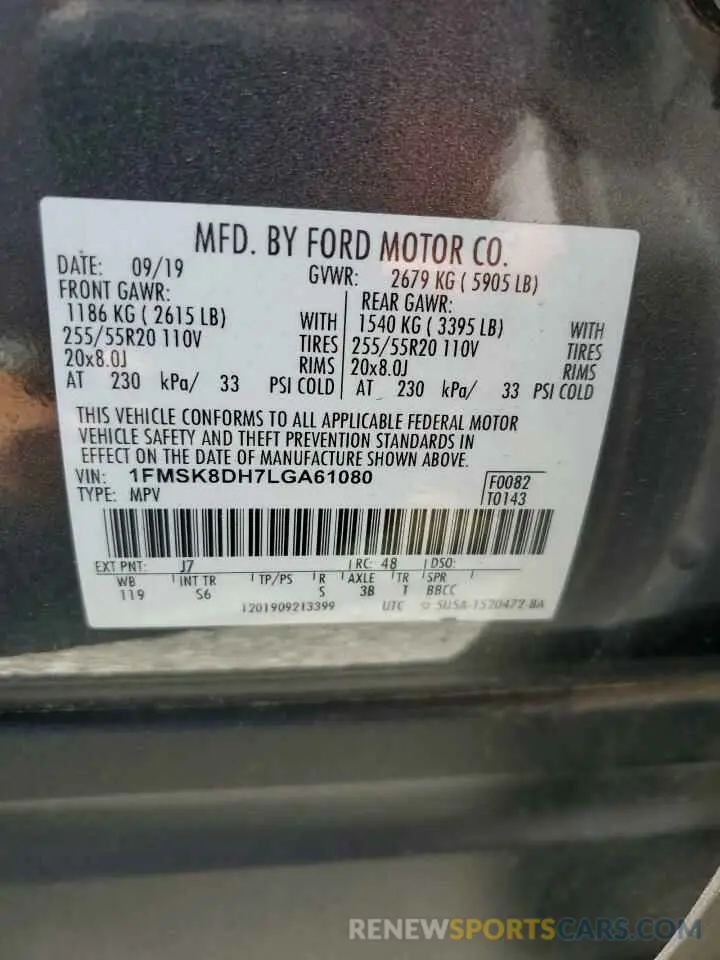 MFD. BY FORD MOTOR CO.
DATE: 09/19 GVWR: 2679 KG ( 5905 LB)
FRONT GAWR: REAR GAWR:
1186 KG ( 2615 LB) WITH 1540 KG ( 3395 LB) WITH
255/55R20 110V TIRES 255/55R20 110V TIRES
20x8.0J RIMS 20x8.0J RIMS
AT 230 kPa/ 33 PSI COLD AT 230 kPa/ 33 PSI COLD
THIS VEHICLE CONFORMS TO ALL APPLICABLE FEDERAL MOTOR
VEHICLE SAFETY AND THEFT PREVENTION STANDARDS IN
EFFECT ON THE DATE OF MANUFACTURE SHOWN ABOVE.
VIN: 1FMSK8DH7LGA61080 F0082
TYPE: MPV T0143
EXT PNT: J7 RC: 48 DSO:
WB INT TR TP/PS R AXLE TR SPR
119 S6 S 3B T BBCC
1201909213399 UTC 5U5A-1520472-BA
RENEWSPORTSCARS.COM